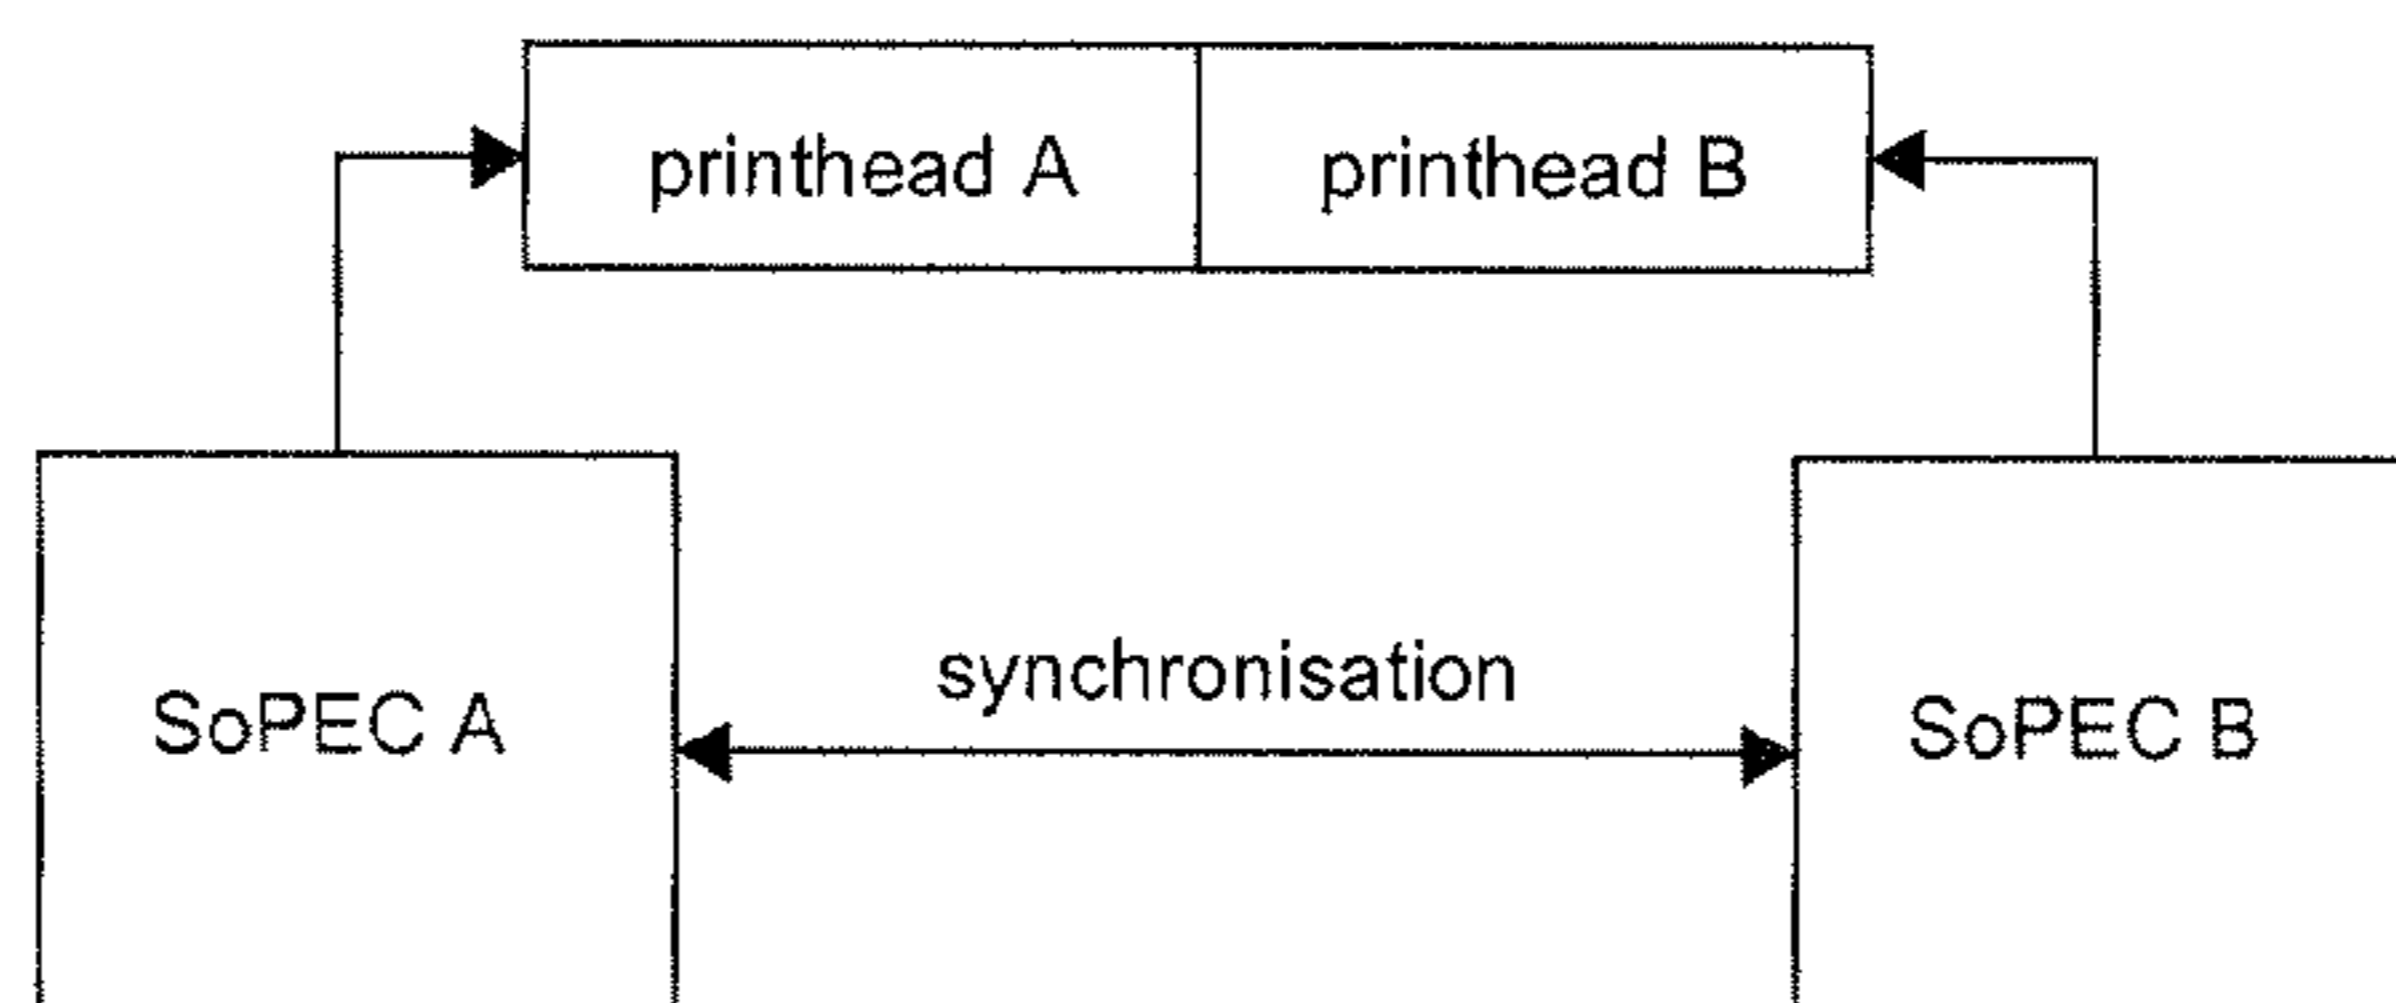 printhead A
printhead B
synchronisation
SoPEC A
SoPEC B